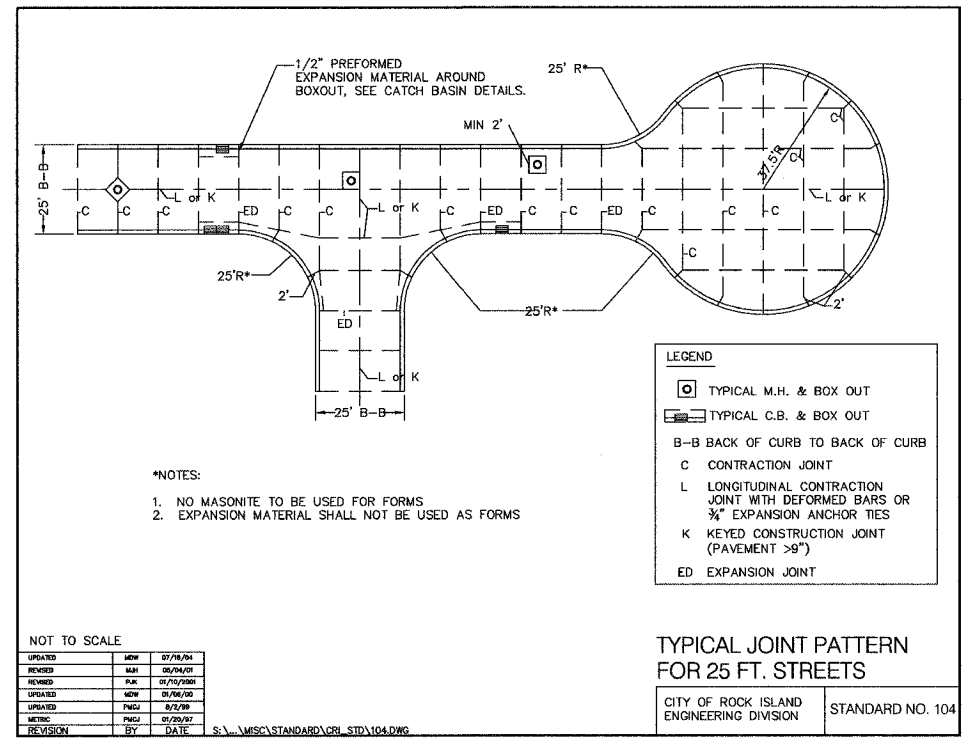 1/2" PREFORMED
EXPANSION MATERIAL AROUND
BOXOUT, SEE CATCH BASIN DETAILS.
25' R*
MIN 2'
C
37.5'R
C
25' B-B
L or K
L or K
L or K
C
C
C
ED
C
C
C
ED
C
C
ED
C
C
C
25'R*
2'
25'R*
2'
ED
L or K
25' B-B
LEGEND
TYPICAL M.H. & BOX OUT
TYPICAL C.B. & BOX OUT
B-B BACK OF CURB TO BACK OF CURB
C CONTRACTION JOINT
L LONGITUDINAL CONTRACTION
JOINT WITH DEFORMED BARS OR
¾" EXPANSION ANCHOR TIES
K KEYED CONSTRUCTION JOINT
(PAVEMENT >9")
ED EXPANSION JOINT
*NOTES:
1. NO MASONITE TO BE USED FOR FORMS
2. EXPANSION MATERIAL SHALL NOT BE USED AS FORMS
NOT TO SCALE
UPDATED MDW 07/18/04
REVISED MJH 05/04/01
REVISED PJK 01/10/2001
UPDATED MDW 01/06/00
UPDATED PMCJ 8/2/99
METRIC PMCJ 01/20/97
REVISION BY DATE
S:\...\MISC\STANDARD\CRI_STD\104.DWG
TYPICAL JOINT PATTERN
FOR 25 FT. STREETS
CITY OF ROCK ISLAND
ENGINEERING DIVISION
STANDARD NO. 104